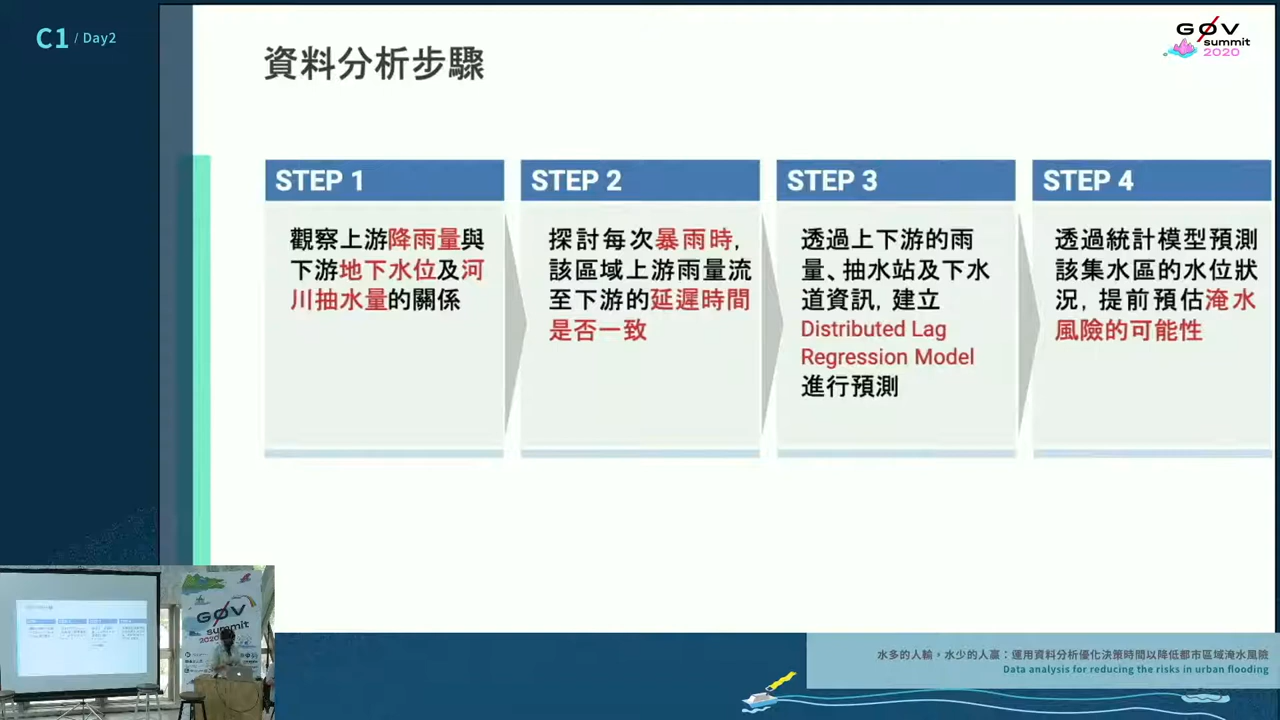 C1 / Day2
GØV
summit
2020
資料分析步驟
STEP 1
觀察上游降雨量與
下游地下水位及河
川抽水量的關係
STEP 2
探討每次暴雨時,
該區域上游雨量流
至下游的延遲時間
是否一致
STEP 3
透過上下游的雨
量、抽水站及下水
道資訊, 建立
Distributed Lag
Regression Model
進行預測
STEP 4
透過統計模型預測
該集水區的水位狀
況, 提前預估淹水
風險的可能性
GØV
summit
水多的人輸,水少的人贏:運用資料分析優化決策時間以降低都市區域淹水風險
Data analysis for reducing the risks in urban flooding